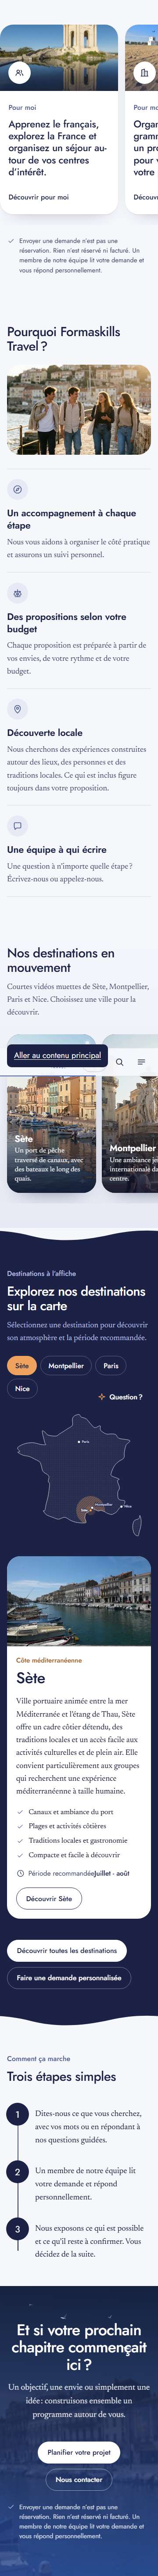 Pour moi
Apprenez le français,
explorez la France et
organisez un séjour au-
tour de vos centres
d'intérêt.
Découvrir pour moi
Pour mo
Organ
gramm
un pro
pour v
votre
Découvr
Envoyer une demande n'est pas une
réservation. Rien n'est réservé ni facturé. Un
membre de notre équipe lit votre demande et
vous répond personnellement.
Pourquoi Formaskills
Travel ?
Un accompagnement à chaque
étape
Nous vous aidons à organiser le côté pratique
et assurons un suivi personnel.
Des propositions selon votre
budget
Chaque proposition est préparée à partir de
vos envies, de votre rythme et de votre
budget.
Découverte locale
Nous cherchons des expériences construites
autour des lieux, des personnes et des
traditions locales. Ce qui est inclus figure
toujours dans votre proposition.
Une équipe à qui écrire
Une question à n'importe quelle étape ?
Écrivez-nous ou appelez-nous.
Nos destinations en
mouvement
Courtes vidéos muettes de Sète, Montpellier,
Paris et Nice. Choisissez une ville pour la
découvrir.
Aller au contenu principal
Sète
Un port de pêche
traversé de canaux, avec
des bateaux le long des
quais.
Montpellier
Une ambiance je
internationale da
centre.
Destinations à l'affiche
Explorez nos destinations
sur la carte
Sélectionnez une destination pour découvrir
son atmosphère et la période recommandée.
Sète
Montpellier
Paris
Nice
Question ?
Paris
Montpellier
Sète
Nice
Côte méditerranéenne
Sète
Ville portuaire animée entre la mer
Méditerranée et l'étang de Thau, Sète
offre un cadre côtier détendu, des
traditions locales et un accès facile aux
activités culturelles et de plein air. Elle
convient particulièrement aux groupes
qui recherchent une expérience
méditerranéenne à taille humaine.
Canaux et ambiance du port
Plages et activités côtières
Traditions locales et gastronomie
Compacte et facile à découvrir
Période recommandéeJuillet - août
Découvrir Sète
Découvrir toutes les destinations
Faire une demande personnalisée
Comment ça marche
Trois étapes simples
1
Dites-nous ce que vous cherchez,
avec vos mots ou en répondant à
nos questions guidées.
2
Un membre de notre équipe lit
votre demande et répond
personnellement.
3
Nous exposons ce qui est possible
et ce qu'il reste à confirmer. Vous
décidez de la suite.
Et si votre prochain
chapitre commençait
ici ?
Un objectif, une envie ou simplement une
idée : construisons ensemble un
programme autour de vous.
Planifier votre projet
Nous contacter
Envoyer une demande n'est pas une
réservation. Rien n'est réservé ni facturé. Un
membre de notre équipe lit votre demande et
vous répond personnellement.